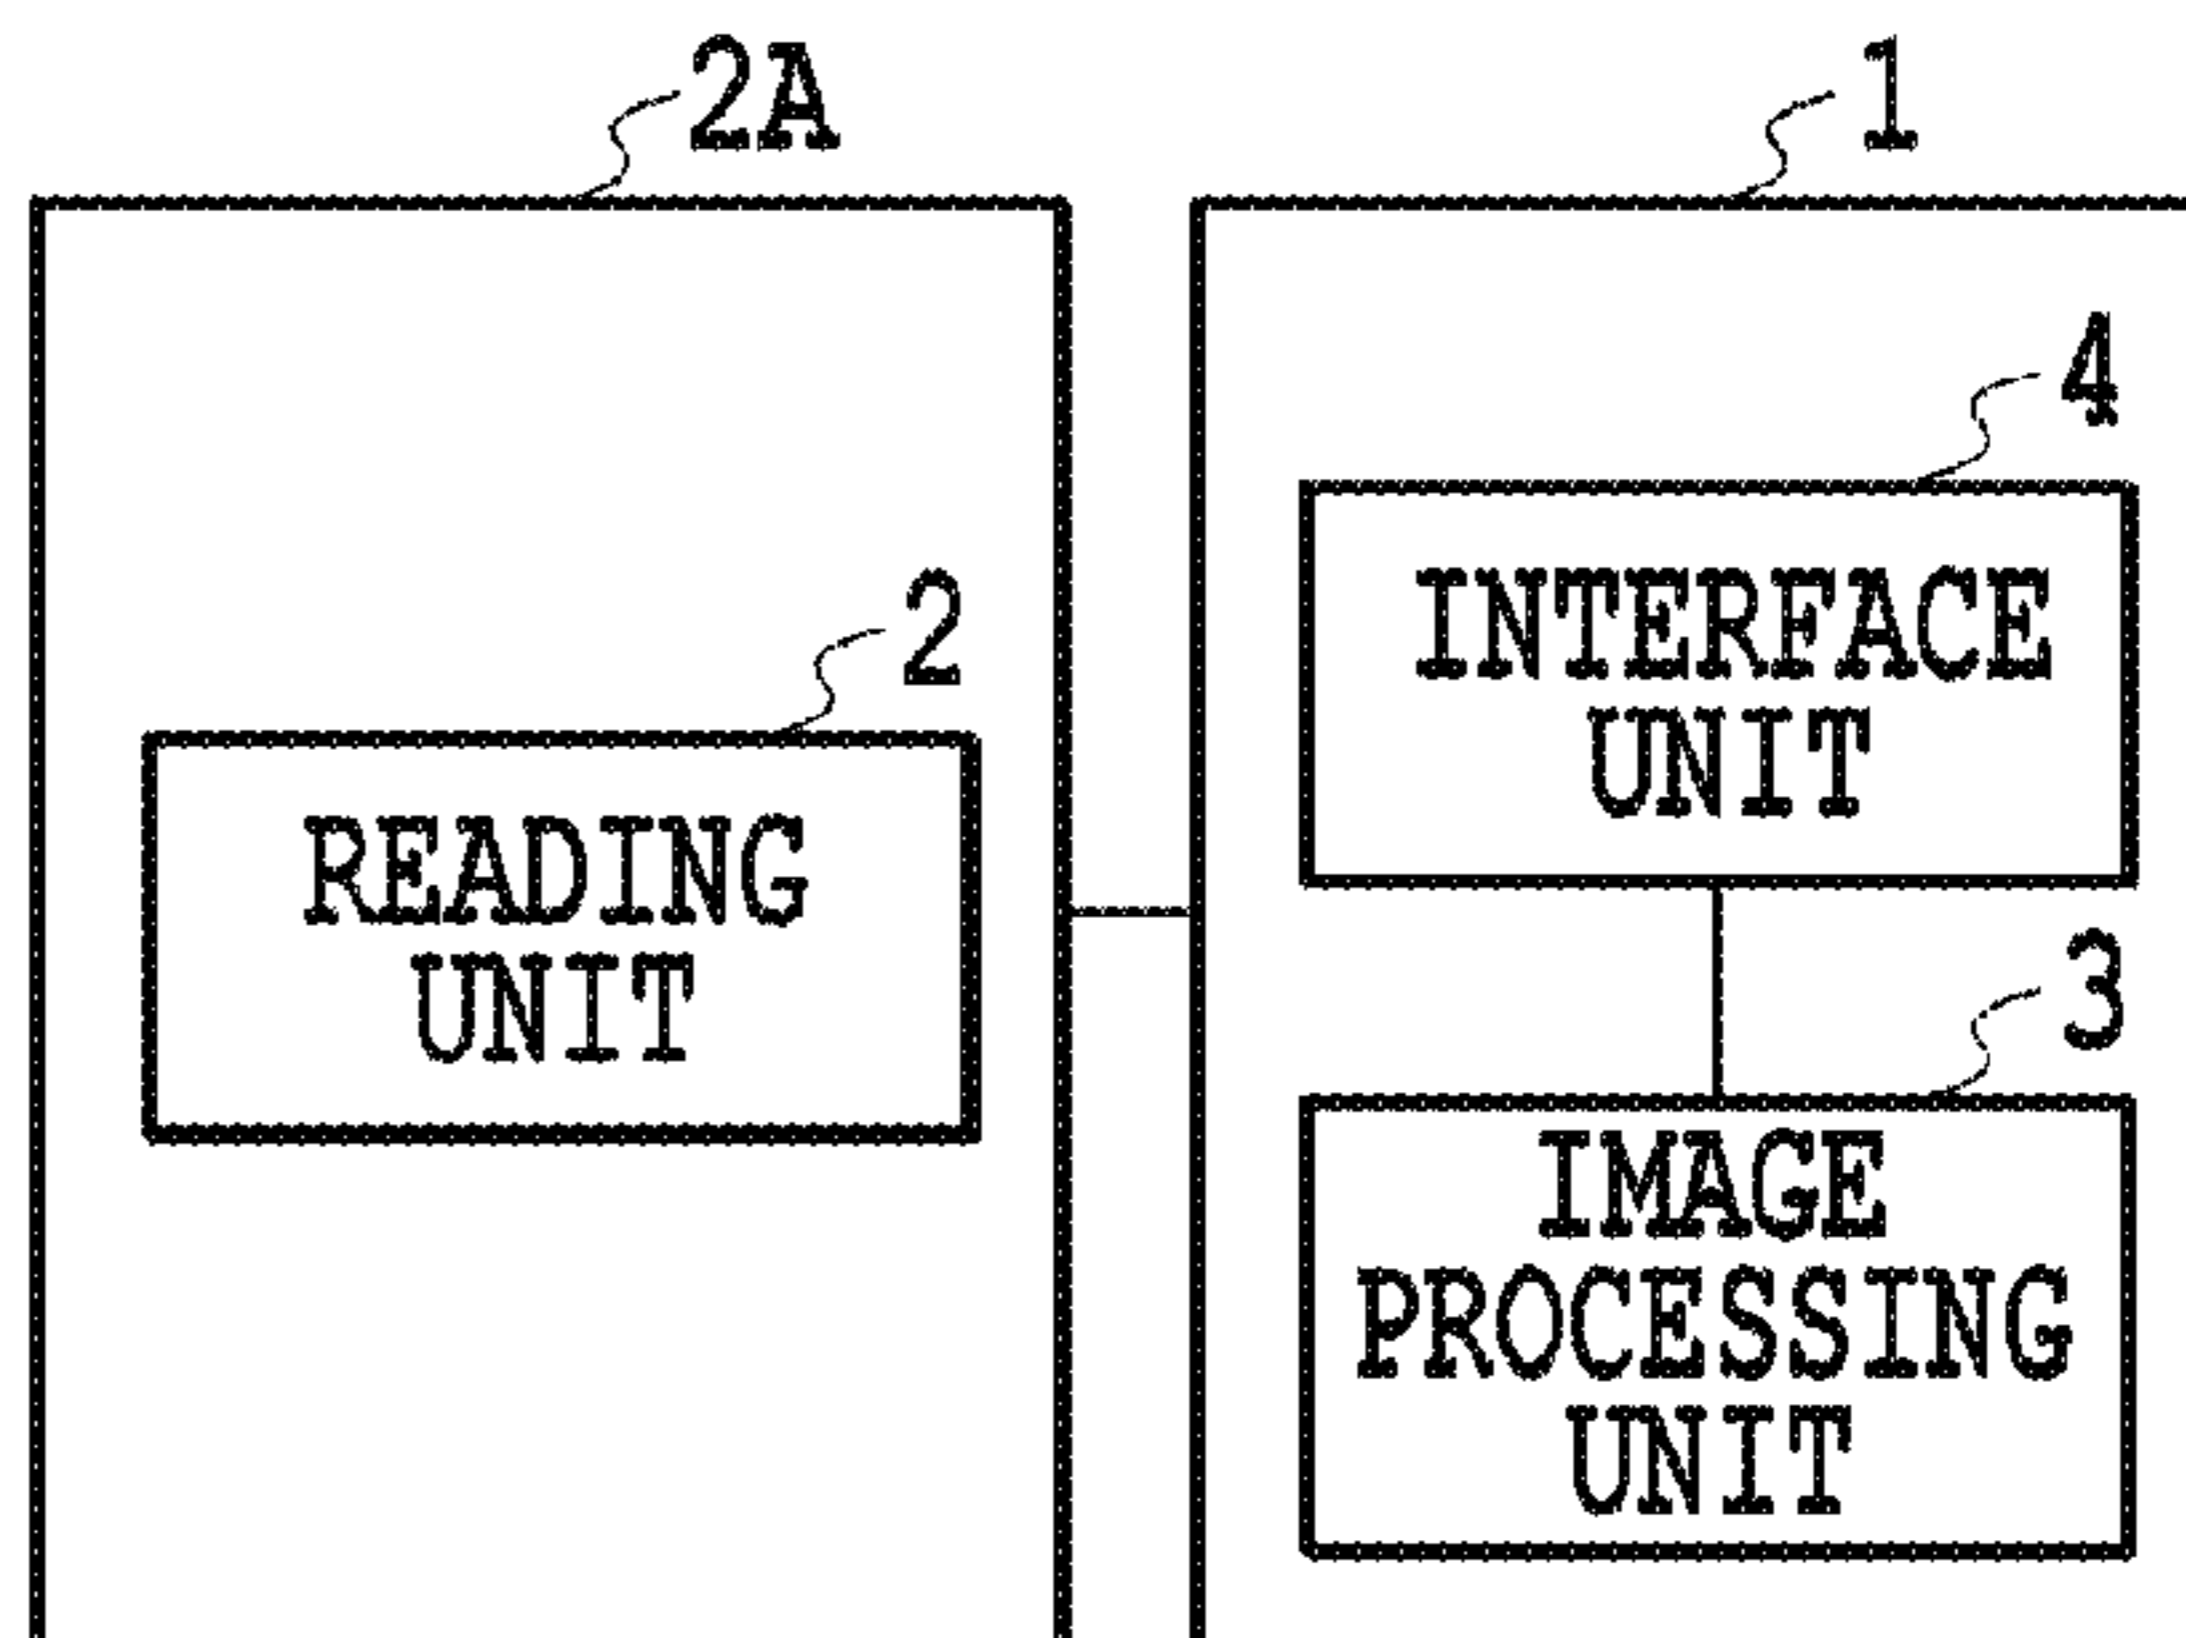 2A
1
4
INTERFACE
UNIT
2
READING
UNIT
3
IMAGE
PROCESSING
UNIT